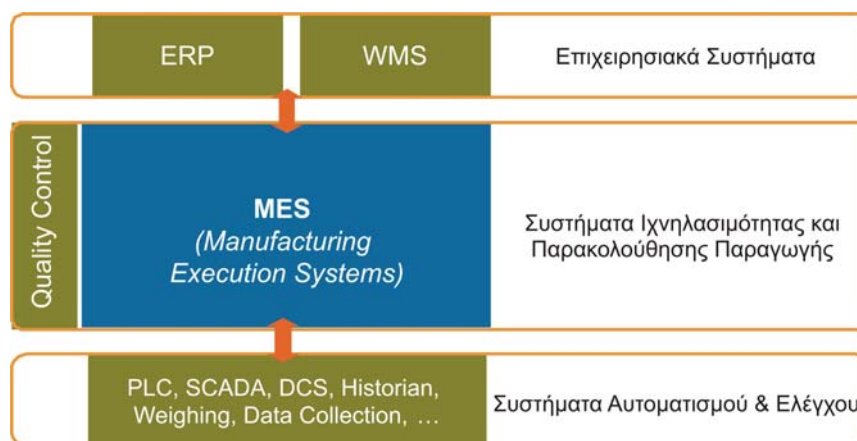 ERP
WMS
Επιχειρησιακά Συστήματα
Quality Control
MES
(Manufacturing
Execution Systems)
Συστήματα Ιχνηλασιμότητας και
Παρακολούθησης Παραγωγής
PLC, SCADA, DCS, Historian,
Weighing, Data Collection, …
Συστήματα Αυτοματισμού & Ελέγχου